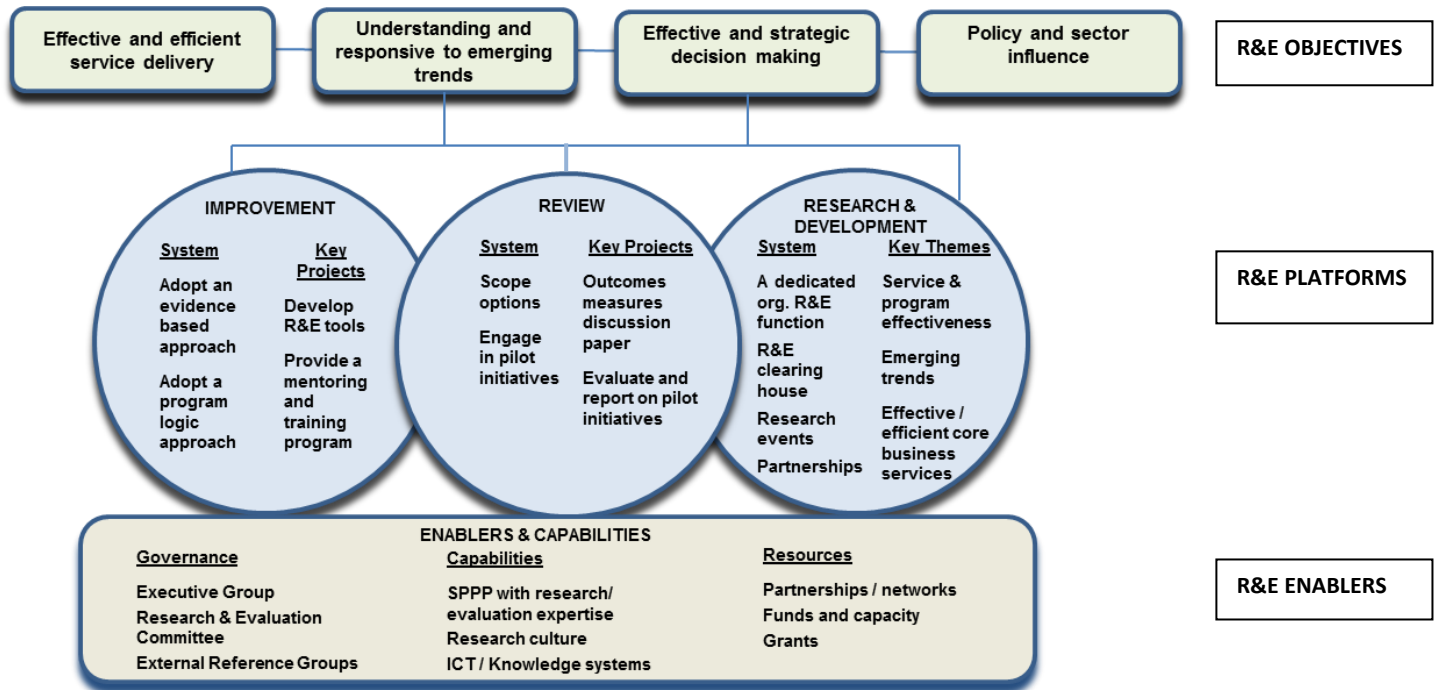 Effective and efficient
service delivery
Understanding and
responsive to emerging
trends
Effective and strategic
decision making
Policy and sector
influence
R&E OBJECTIVES
IMPROVEMENT
System
Adopt an
evidence
based
approach
Adopt a
program
logic
approach
Key
Projects
Develop
R&E tools
Provide a
mentoring
and
training
program
REVIEW
System
Scope
options
Engage
in pilot
initiatives
Key Projects
Outcomes
measures
discussion
paper
Evaluate and
report on pilot
initiatives
RESEARCH &
DEVELOPMENT
System
A dedicated
org. R&E
function
R&E
clearing
house
Research
events
Partnerships
Key Themes
Service &
program
effectiveness
Emerging
trends
Effective /
efficient core
business
services
R&E PLATFORMS
ENABLERS & CAPABILITIES
Governance
Executive Group
Research & Evaluation
Committee
External Reference Groups
Capabilities
SPPP with research/
evaluation expertise
Research culture
ICT / Knowledge systems
Resources
Partnerships / networks
Funds and capacity
Grants
R&E ENABLERS